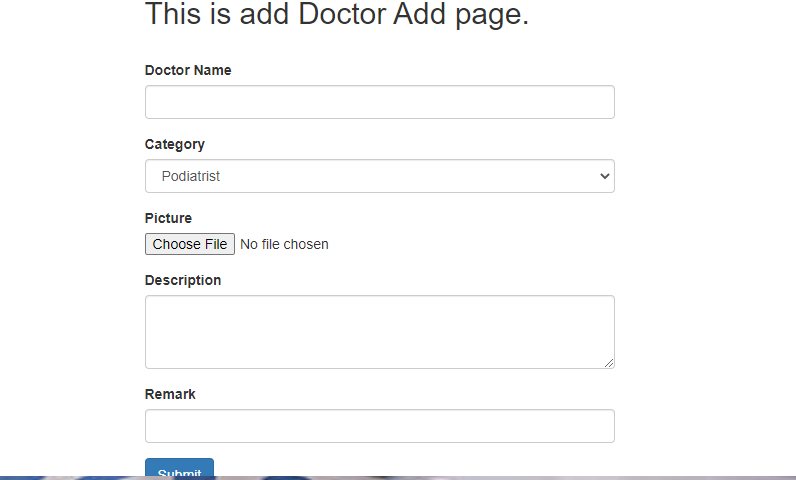 This is add Doctor Add page.
Doctor Name
Category
Podiatrist
Picture
Choose File No file chosen
Description
Remark
Submit